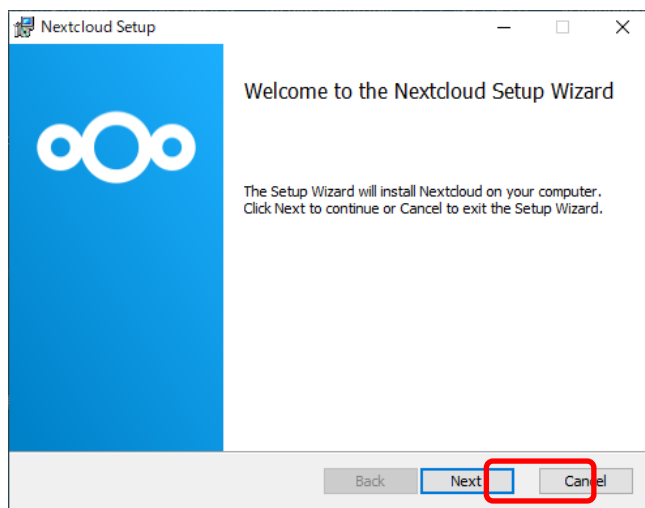 Nextcloud Setup
Welcome to the Nextcloud Setup Wizard
The Setup Wizard will install Nextcloud on your computer.
Click Next to continue or Cancel to exit the Setup Wizard.
Back Next Cancel